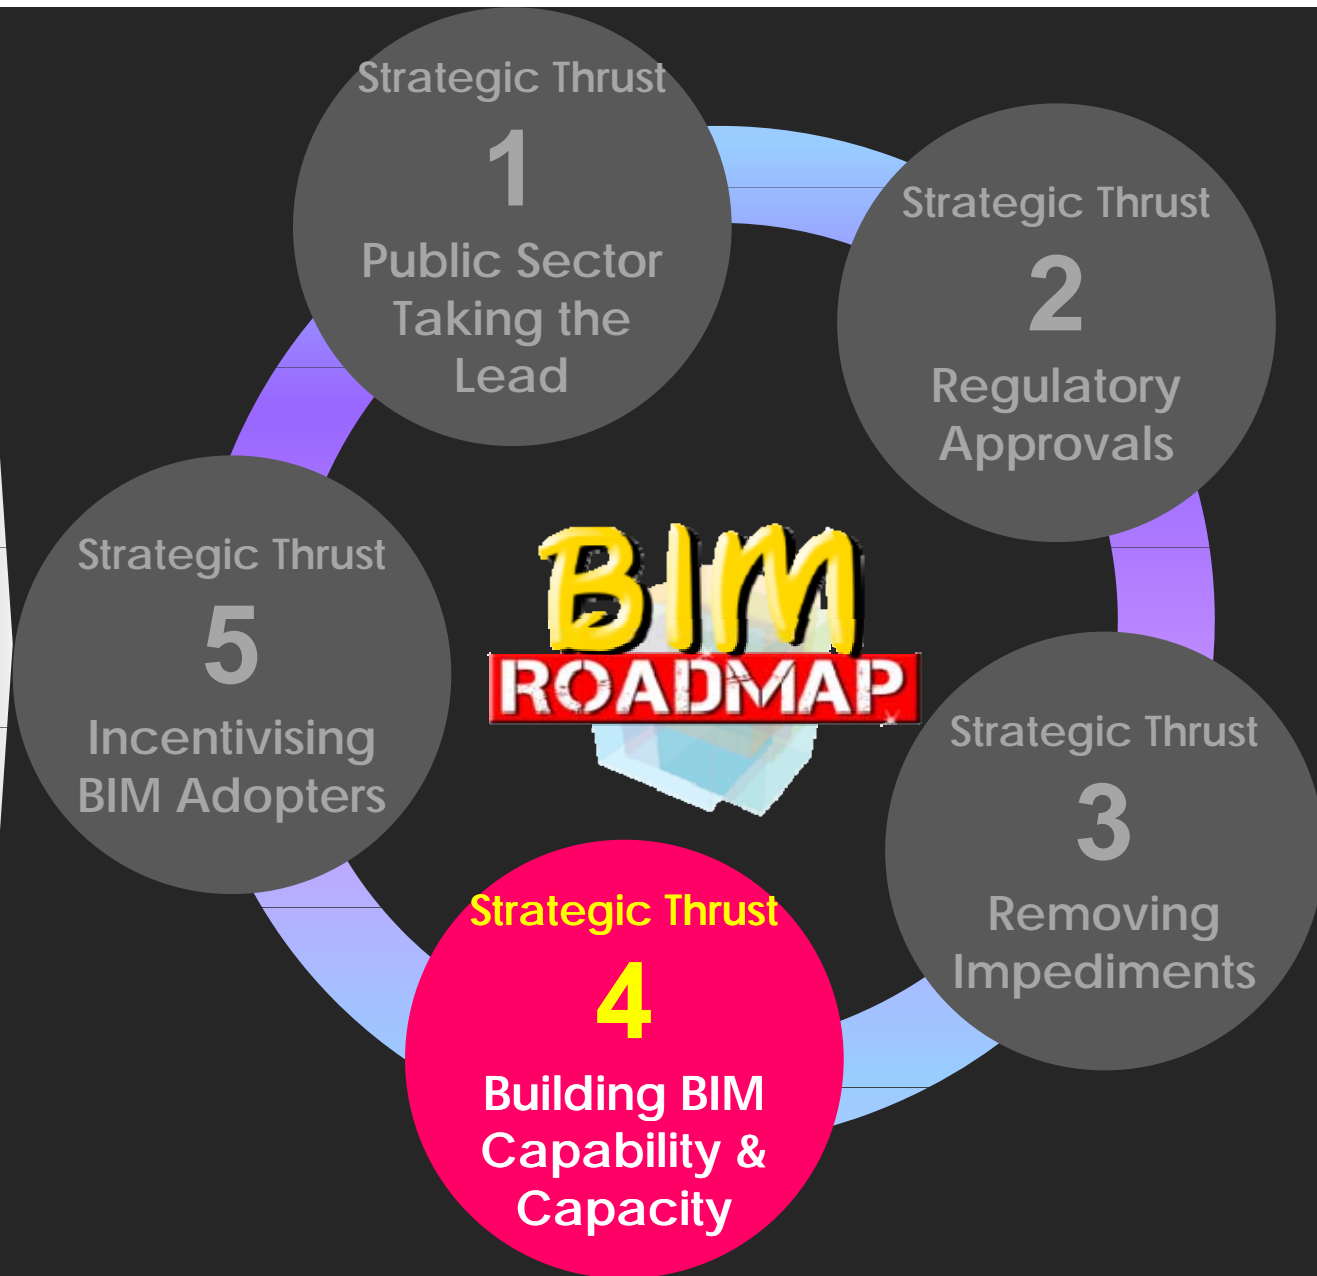 Strategic Thrust
1
Public Sector
Taking the
Lead
Strategic Thrust
2
Regulatory
Approvals
Strategic Thrust
3
Removing
Impediments
Strategic Thrust
4
Building BIM
Capability &
Capacity
Strategic Thrust
5
Incentivising
BIM Adopters
BIM
ROADMAP